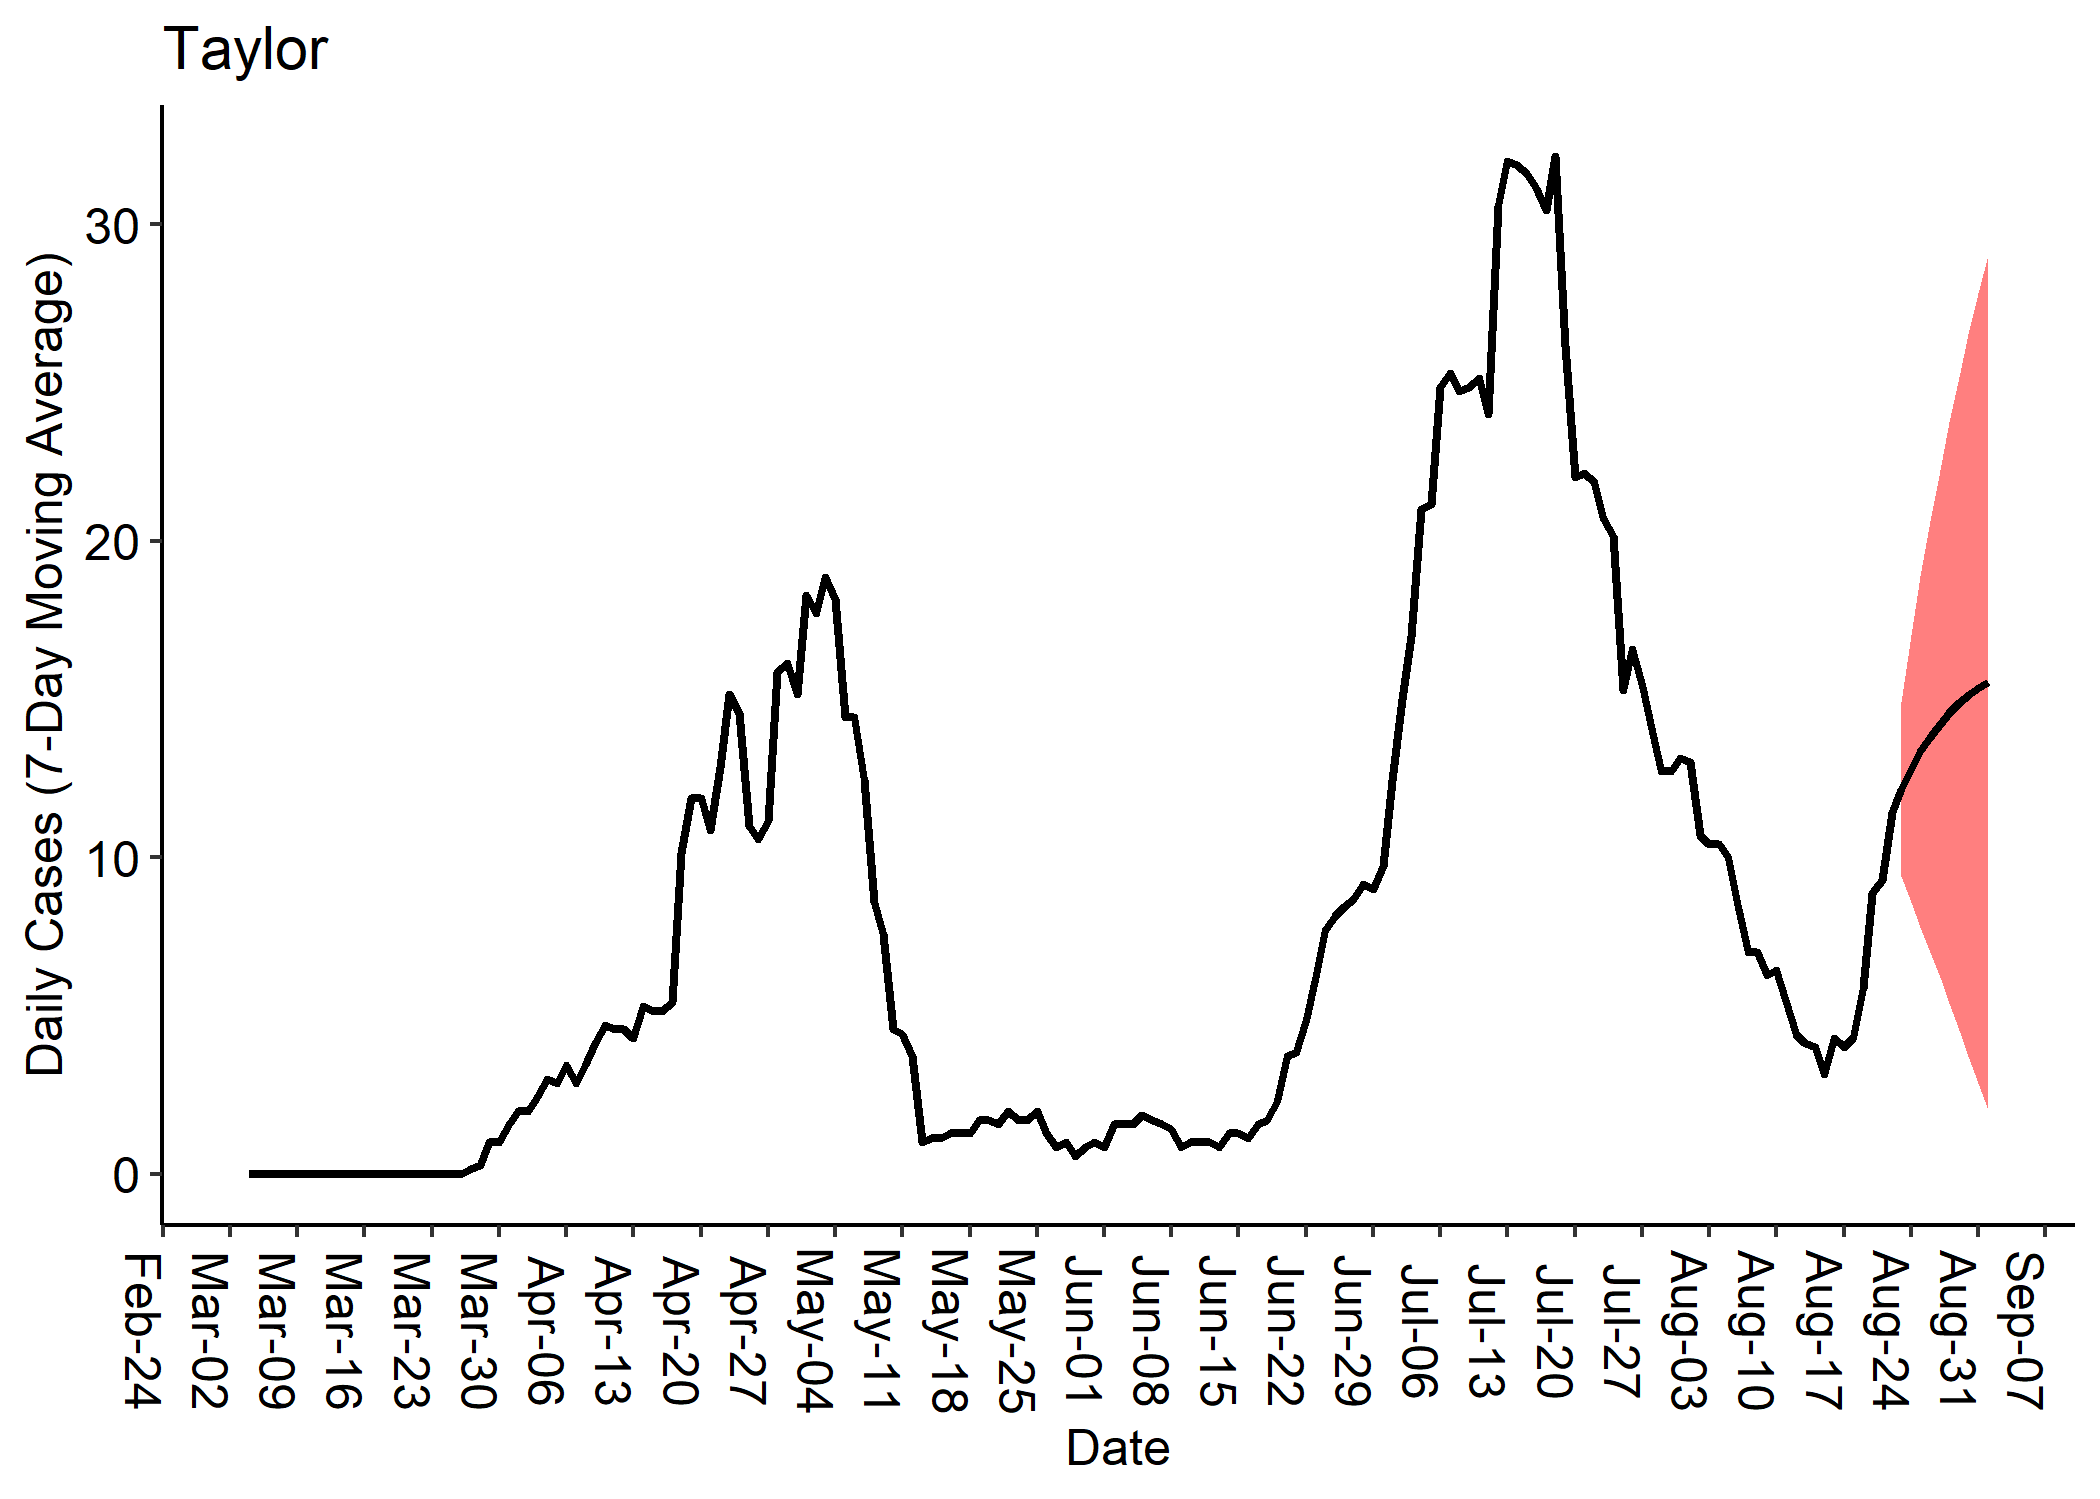 Taylor
Daily Cases (7-Day Moving Average)
30
20
10
0
Feb-24
Mar-02
Mar-09
Mar-16
Mar-23
Mar-30
Apr-06
Apr-13
Apr-20
Apr-27
May-04
May-11
May-18
May-25
Jun-01
Jun-08
Jun-15
Jun-22
Jun-29
Jul-06
Jul-13
Jul-20
Jul-27
Aug-03
Aug-10
Aug-17
Aug-24
Aug-31
Sep-07
Date